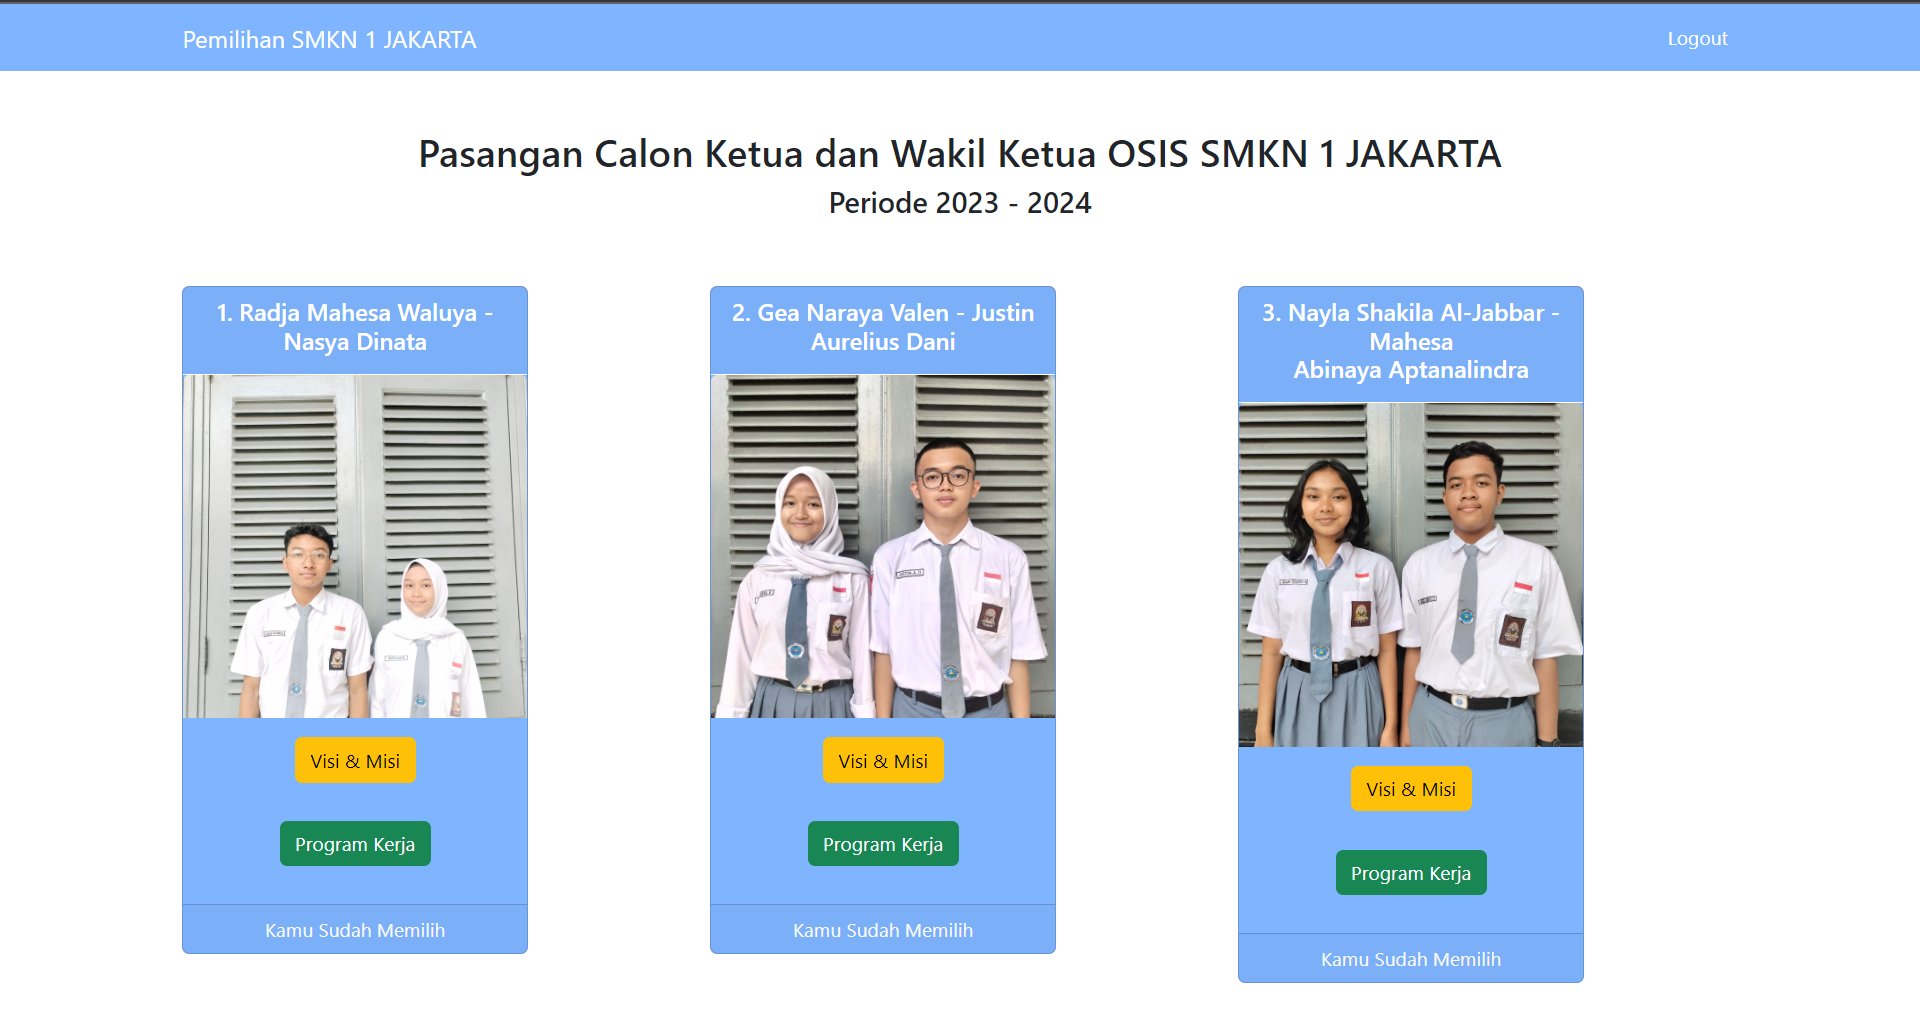 Pemilihan SMKN 1 JAKARTA
Logout
Pasangan Calon Ketua dan Wakil Ketua OSIS SMKN 1 JAKARTA
Periode 2023 - 2024
1. Radja Mahesa Waluya -
Nasya Dinata
Visi & Misi
Program Kerja
Kamu Sudah Memilih
2. Gea Naraya Valen - Justin
Aurelius Dani
Visi & Misi
Program Kerja
Kamu Sudah Memilih
3. Nayla Shakila Al-Jabbar -
Mahesa
Abinaya Aptanalindra
Visi & Misi
Program Kerja
Kamu Sudah Memilih